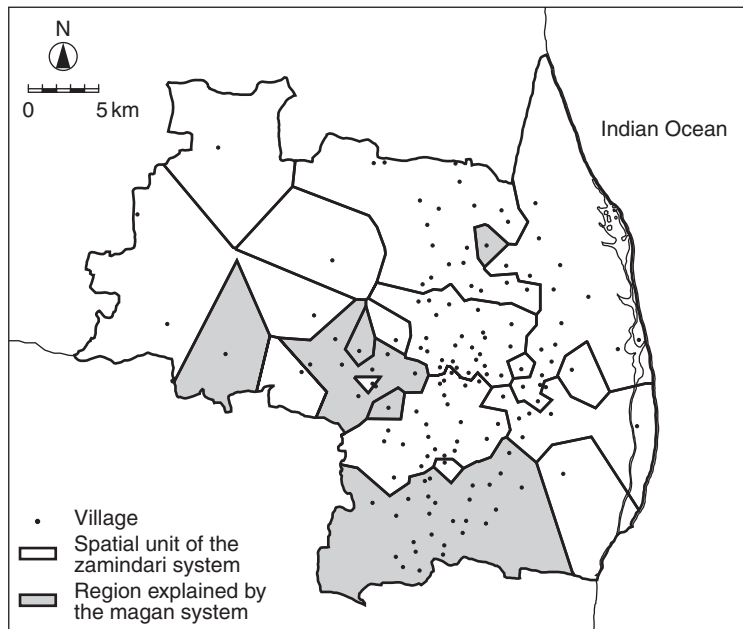 N
0 5 km
Indian Ocean
Village
Spatial unit of the
zamindari system
Region explained by
the magan system